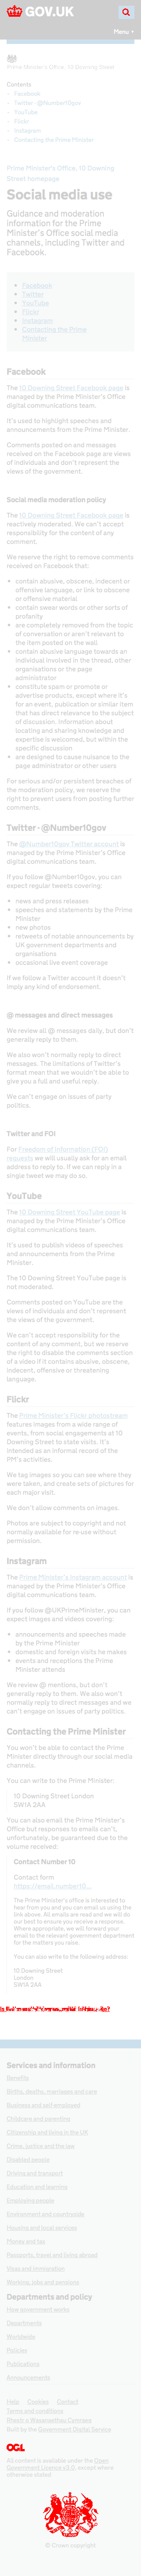 GOV.UK
Menu
Prime Minister's Office, 10 Downing Street
Contents
Facebook
Twitter - @Number10gov
YouTube
Flickr
Instagram
Contacting the Prime Minister
Prime Minister's Office, 10 Downing
Street homepage
Social media use
Guidance and moderation
information for the Prime
Minister's Office social media
channels, including Twitter and
Facebook.
Facebook
Twitter
YouTube
Flickr
Instagram
Contacting the Prime
Minister
Facebook
The 10 Downing Street Facebook page is
managed by the Prime Minister's Office
digital communications team.
It's used to highlight speeches and
announcements from the Prime Minister.
Comments posted on and messages
received on the Facebook page are views
of individuals and don't represent the
views of the government.
Social media moderation policy
The 10 Downing Street Facebook page is
reactively moderated. We can't accept
responsibility for the content of any
comment.
We reserve the right to remove comments
received on Facebook that:
contain abusive, obscene, indecent or
offensive language, or link to obscene
or offensive material
contain swear words or other sorts of
profanity
are completely removed from the topic
of conversation or aren't relevant to
the item posted on the wall
contain abusive language towards an
individual involved in the thread, other
individuals/organisations or the page
administrator
constitute spam or promote or
advertise products, except where it's
for an event, publication or similar item
that has direct relevance to the subject
of discussion. Information about
locating and sharing knowledge and
learning is welcomed, but within this
specific discussion
are designed to cause nuisance to the
page administrator or other users
For serious and/or persistent breaches of
the moderation policy, we reserve the
right to prevent users from posting further
comments.
Twitter - @Number10gov
The @Number10gov Twitter account is
managed by the Prime Minister's Office
digital communications team.
If you follow @Number10gov, you can
expect regular tweets covering:
news and press releases
speeches and statements by the Prime
Minister
new photos
retweets of notable announcements by
UK government departments and
organisations
occasional live event coverage
If we follow a Twitter account it doesn't
imply any kind of endorsement.
@ messages and direct messages
We review all @ messages daily, but don't
generally reply to them.
We also won't normally reply to direct
messages. The limitations of Twitter's
format mean that we wouldn't be able to
give you a full and useful reply.
We can't engage on issues of party
politics.
Twitter and FOI
For Freedom of Information (FOI)
requests we will usually ask for an email
address to reply to. If we can reply in a
single tweet we may do so.
YouTube
The 10 Downing Street YouTube page is
managed by the Prime Minister's Office
digital communications team.
It's used to publish videos of speeches
and announcements from the Prime
Minister.
The 10 Downing Street YouTube page is
not moderated.
Comments posted on YouTube are the
views of individuals and don't represent
the views of the government.
We can't accept responsibility for the
content of any comment. We reserve the
right to remove any content of others
viewing if it contains abusive, obscene,
indecent, offensive or threatening
language.
Flickr
The Prime Minister's Flickr photostream
features images from a wide range of
events, from social engagements at 10
Downing Street to state visits. It's
intended as an informal record of the
PM's activities.
We tag images so you can see where they
were taken, and create sets of pictures for
each major visit.
We don't allow comments on images.
Photos are subject to copyright and not
normally available for re-use without
permission.
Instagram
The Prime Minister's Instagram account is
managed by the Prime Minister's Office
digital communications team.
If you follow @UKPrimeMinister, you can
expect images and videos covering:
announcements and speeches made
by the Prime Minister
domestic and foreign visits he makes
events and receptions the Prime
Minister attends
We review @ mentions, but don't
generally reply to them. We also won't
normally reply to direct messages and we
can't engage on issues of party politics.
Contacting the Prime Minister
You won't be able to contact the Prime
Minister directly through our social media
channels.
You can write to the Prime Minister:
10 Downing Street London
SW1A 2AA
You can also email the Prime Minister's
Office but responses to emails can't,
unfortunately, be guaranteed due to the
volume received:
Contact Number 10
Contact form
https://email.number10...
The Prime Minister's office is interested to
hear from you. You can contact us via the
link above. All emails are read and we will do
our best to ensure you receive a response.
Where appropriate, we will forward your
email to the relevant government department
for the matters you raise.
You can also write to the following address:
10 Downing Street
London
SW1A 2AA
Services and information
Benefits
Births, deaths, marriages and care
Business and self-employed
Childcare and parenting
Citizenship and living in the UK
Crime, justice and the law
Disabled people
Driving and transport
Education and learning
Employing people
Environment and countryside
Housing and local services
Money and tax
Passports, travel and living abroad
Visas and immigration
Working, jobs and pensions
Departments and policy
How government works
Departments
Worldwide
Policies
Publications
Announcements
Help Cookies Contact
Terms and conditions
Rhestr o Wasanaethau Cymraeg
Built by the Government Digital Service
OGL
All content is available under the Open
Government Licence v3.0, except where
otherwise stated
© Crown copyright